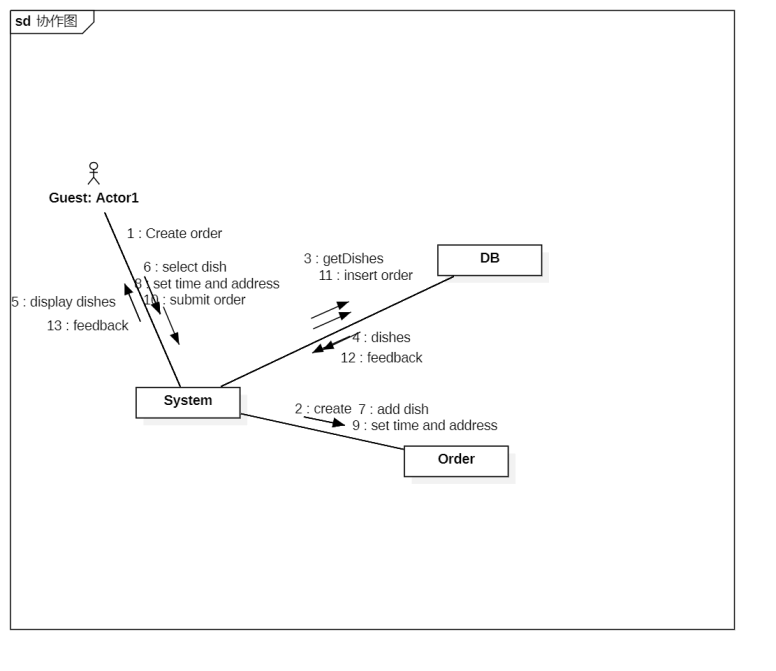 sd 协作图
Guest: Actor1
1 : Create order
6 : select dish
8 : set time and address
10 : submit order
5 : display dishes
13 : feedback
3 : getDishes
11 : insert order
DB
4 : dishes
12 : feedback
System
2 : create
7 : add dish
9 : set time and address
Order